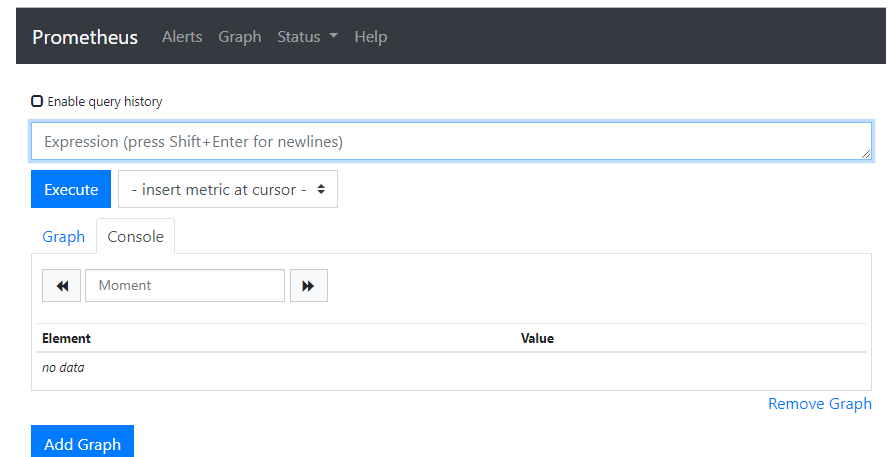 Prometheus Alerts Graph Status Help
Enable query history
Expression (press Shift+Enter for newlines)
Execute - insert metric at cursor -
Graph Console
Moment
Element Value
no data
Remove Graph
Add Graph